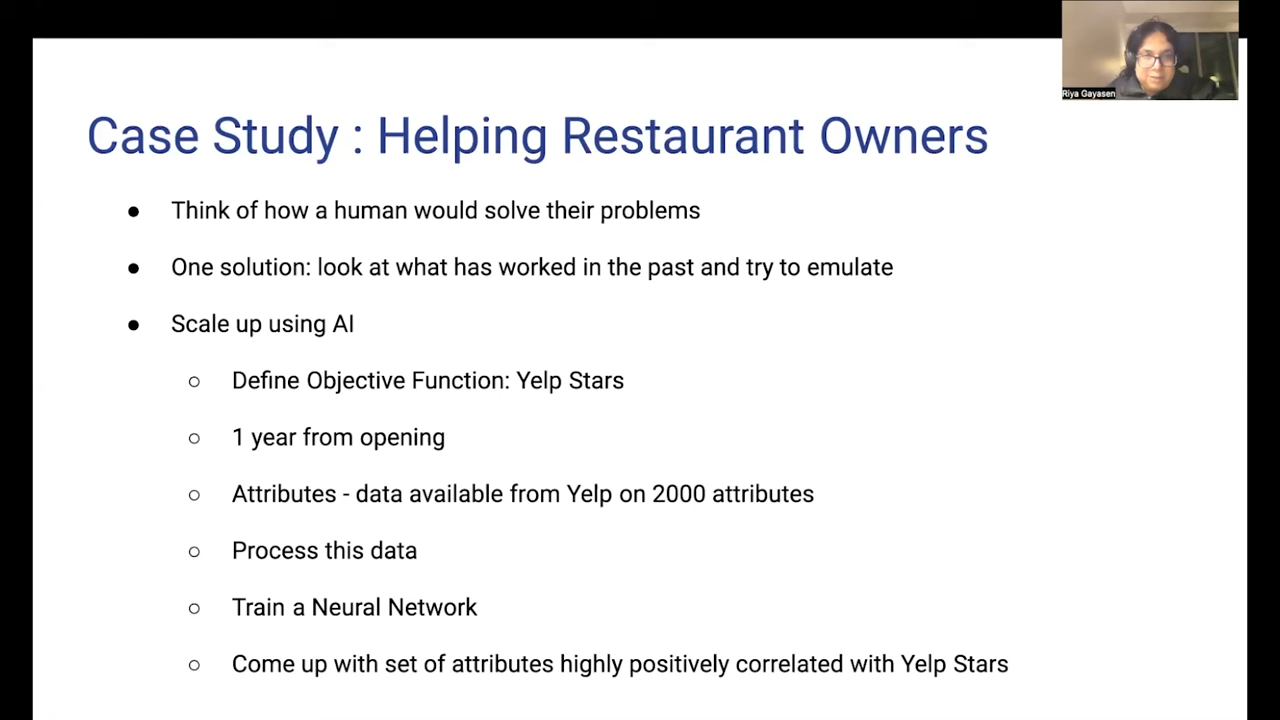 Riya Gayasen
Case Study : Helping Restaurant Owners
● Think of how a human would solve their problems
● One solution: look at what has worked in the past and try to emulate
● Scale up using AI
○ Define Objective Function: Yelp Stars
○ 1 year from opening
○ Attributes - data available from Yelp on 2000 attributes
○ Process this data
○ Train a Neural Network
○ Come up with set of attributes highly positively correlated with Yelp Stars